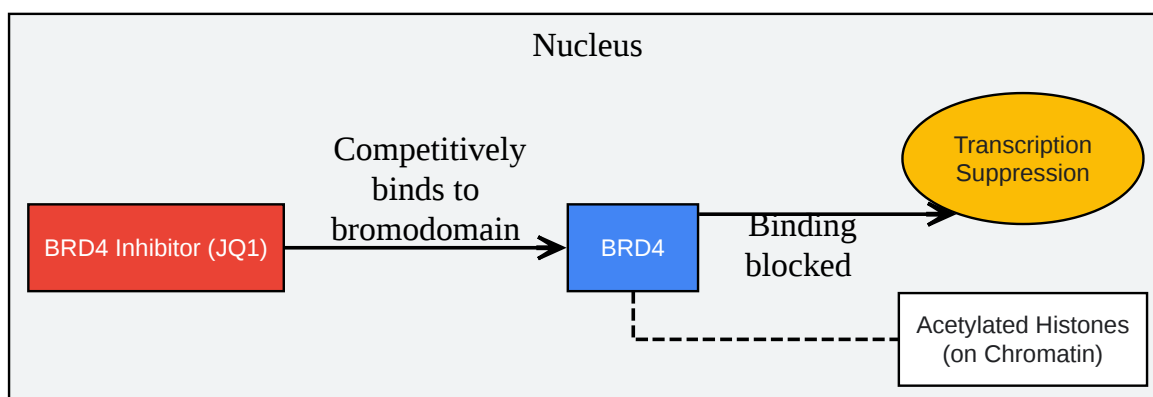 Nucleus
Competitively
binds to
bromodomain
BRD4 Inhibitor (JQ1)
BRD4
Binding
blocked
Transcription
Suppression
Acetylated Histones
(on Chromatin)